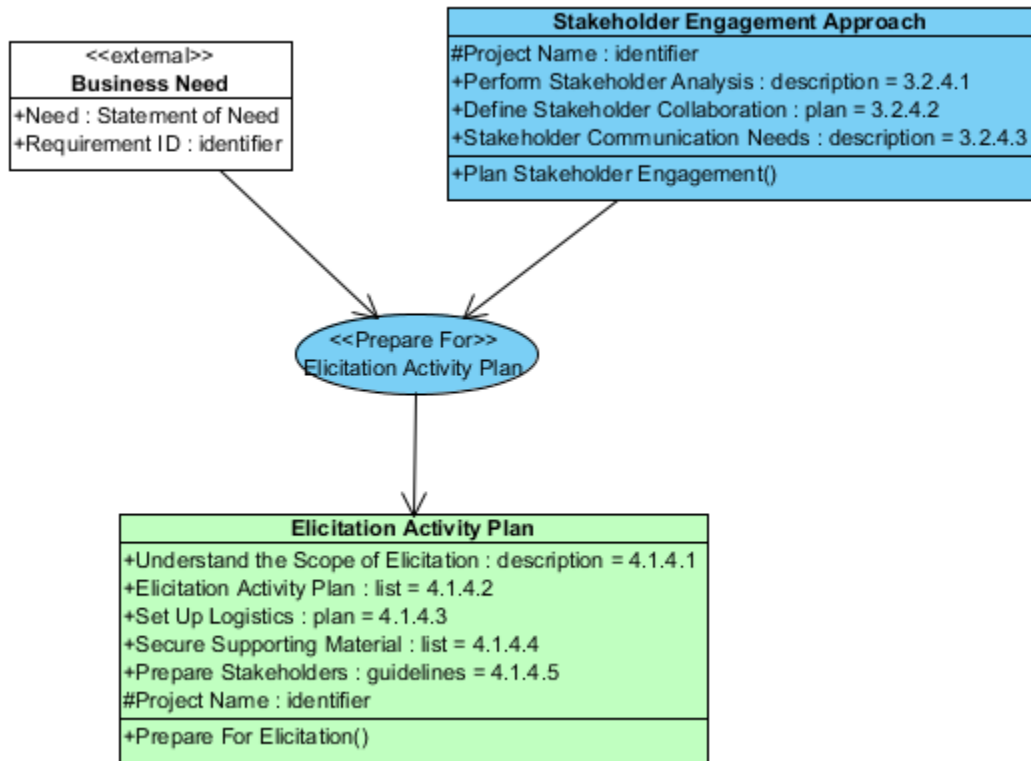 <<external>>
Business Need
+Need : Statement of Need
+Requirement ID : identifier
Stakeholder Engagement Approach
#Project Name : identifier
+Perform Stakeholder Analysis : description = 3.2.4.1
+Define Stakeholder Collaboration : plan = 3.2.4.2
+Stakeholder Communication Needs : description = 3.2.4.3
+Plan Stakeholder Engagement()
<<Prepare For>>
Elicitation Activity Plan
Elicitation Activity Plan
+Understand the Scope of Elicitation : description = 4.1.4.1
+Elicitation Activity Plan : list = 4.1.4.2
+Set Up Logistics : plan = 4.1.4.3
+Secure Supporting Material : list = 4.1.4.4
+Prepare Stakeholders : guidelines = 4.1.4.5
#Project Name : identifier
+Prepare For Elicitation()